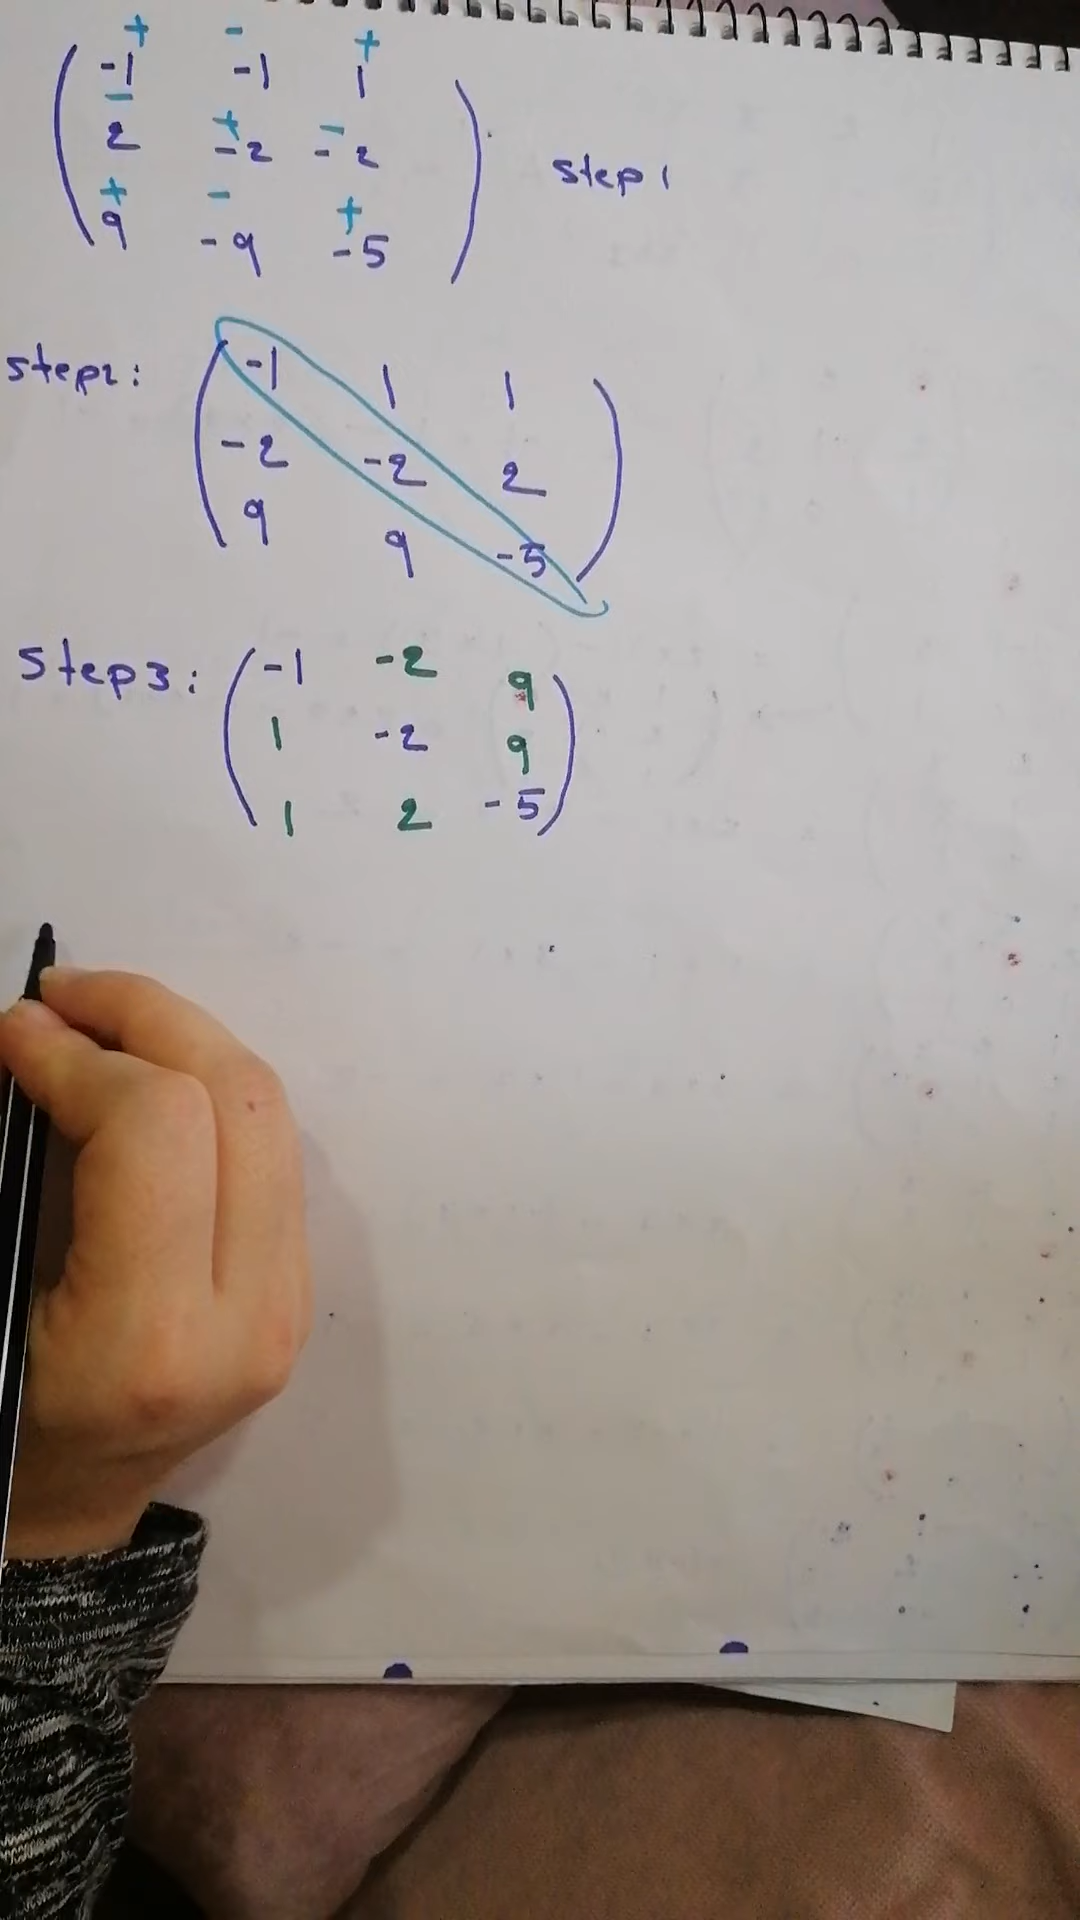 + - +
-1 -1 1
- + -
2 -2 -2 step 1
+ - +
9 -9 -5
step2: -1 1 1
-2 -2 2
9 9 -5
Step3: -1 -2 9
1 -2 9
1 2 -5